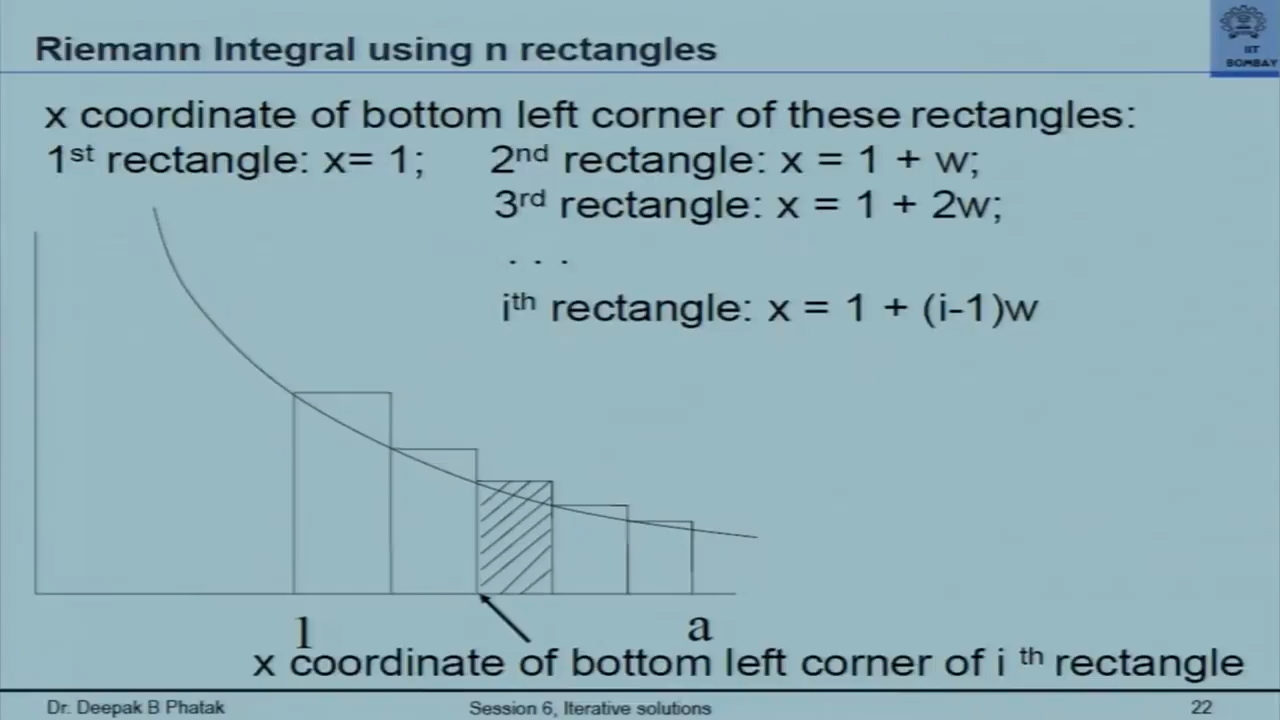 Riemann Integral using n rectangles
IIT
BOMBAY
x coordinate of bottom left corner of these rectangles:
1st rectangle: x= 1; 2nd rectangle: x = 1 + w;
3rd rectangle: x = 1 + 2w;
. . .
ith rectangle: x = 1 + (i-1)w
1 a
x coordinate of bottom left corner of i th rectangle
Dr. Deepak B Phatak Session 6, Iterative solutions 22